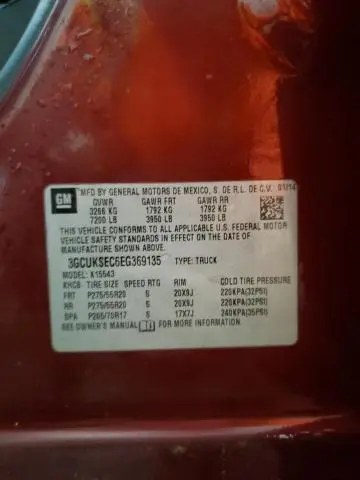 GM
MFD BY GENERAL MOTORS DE MEXICO, S. DE R.L. DE C.V. 01/14
GVWR GAWR FRT GAWR RR
3266 KG 1792 KG 1792 KG
7200 LB 3950 LB 3950 LB
THIS VEHICLE CONFORMS TO ALL APPLICABLE U.S. FEDERAL MOTOR
VEHICLE SAFETY STANDARDS IN EFFECT ON THE DATE OF
MANUFACTURE SHOWN ABOVE.
3GCUKSEC5EG369135 TYPE: TRUCK
MODEL: K15543
KHCB TIRE SIZE SPEED RTG RIM COLD TIRE PRESSURE
FRT P275/55R20 S 20X9J 220KPA(32PSI)
RR P275/55R20 S 20X9J 220KPA(32PSI)
SPA P265/70R17 S 17X7J 240KPA(35PSI)
SEE OWNER'S MANUAL FOR MORE INFORMATION